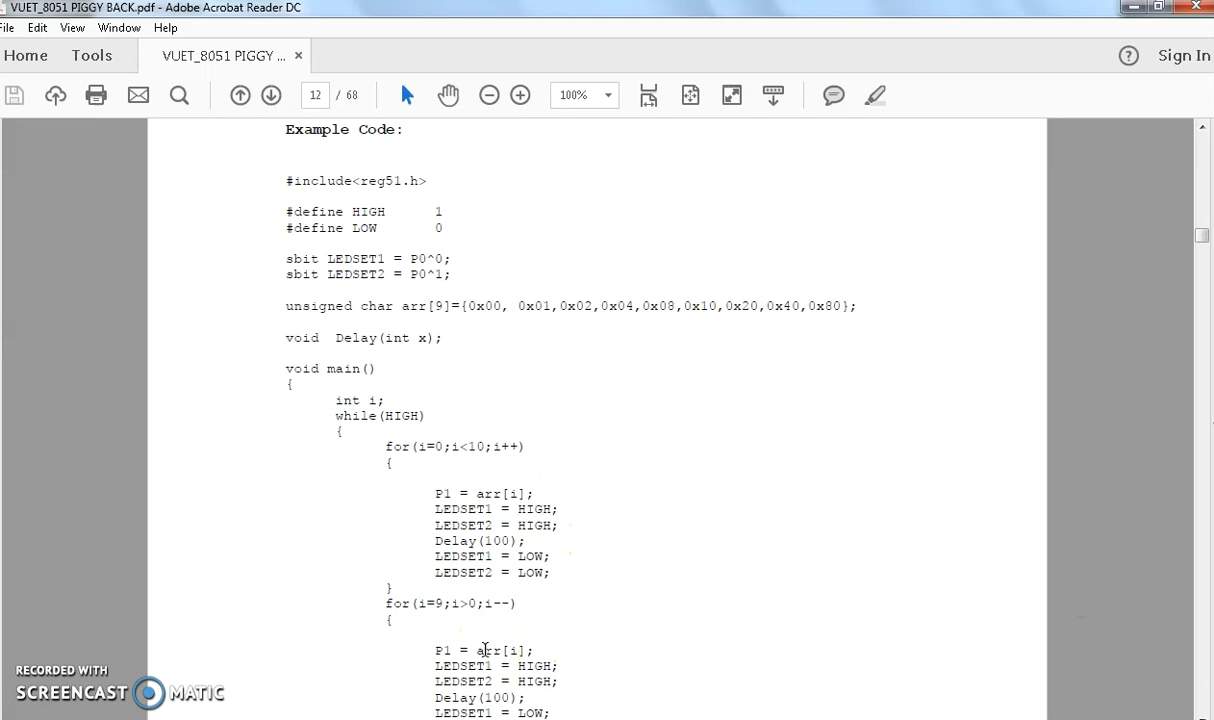 VUET_8051 PIGGY BACK.pdf - Adobe Acrobat Reader DC
File Edit View Window Help
Home Tools VUET_8051 PIGGY ... × Sign In
12 / 68 100%
Example Code:
#include<reg51.h>
#define HIGH 1
#define LOW 0
sbit LEDSET1 = P0^0;
sbit LEDSET2 = P0^1;
unsigned char arr[9]={0x00, 0x01,0x02,0x04,0x08,0x10,0x20,0x40,0x80};
void Delay(int x);
void main()
{
int i;
while(HIGH)
{
for(i=0;i<10;i++)
{
P1 = arr[i];
LEDSET1 = HIGH;
LEDSET2 = HIGH;
Delay(100);
LEDSET1 = LOW;
LEDSET2 = LOW;
}
for(i=9;i>0;i--)
{
P1 = arr[i];
LEDSET1 = HIGH;
LEDSET2 = HIGH;
Delay(100);
LEDSET1 = LOW;
RECORDED WITH
SCREENCAST MATIC